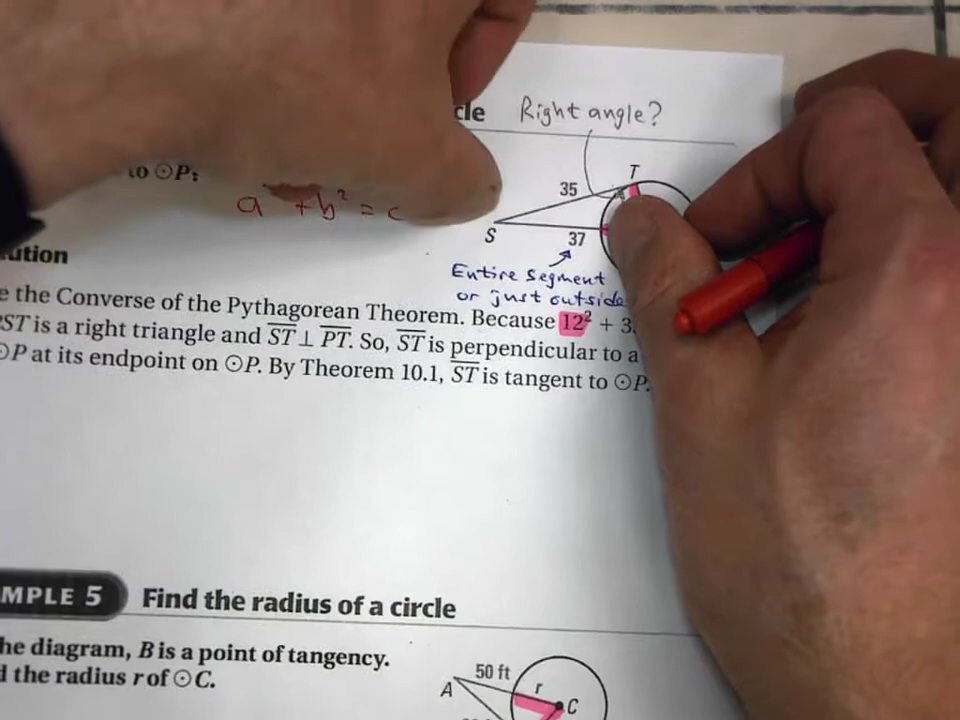 cle Right angle?
to ⊙P:
T
35
a + b² = c
S
37
ution
Entire segment
or just outside
e the Converse of the Pythagorean Theorem. Because 12² + 3
ST is a right triangle and ST ⊥ PT. So, ST is perpendicular to a
⊙P at its endpoint on ⊙P. By Theorem 10.1, ST is tangent to ⊙P.
MPLE 5 Find the radius of a circle
he diagram, B is a point of tangency.
d the radius r of ⊙C.
50 ft
A
r
C